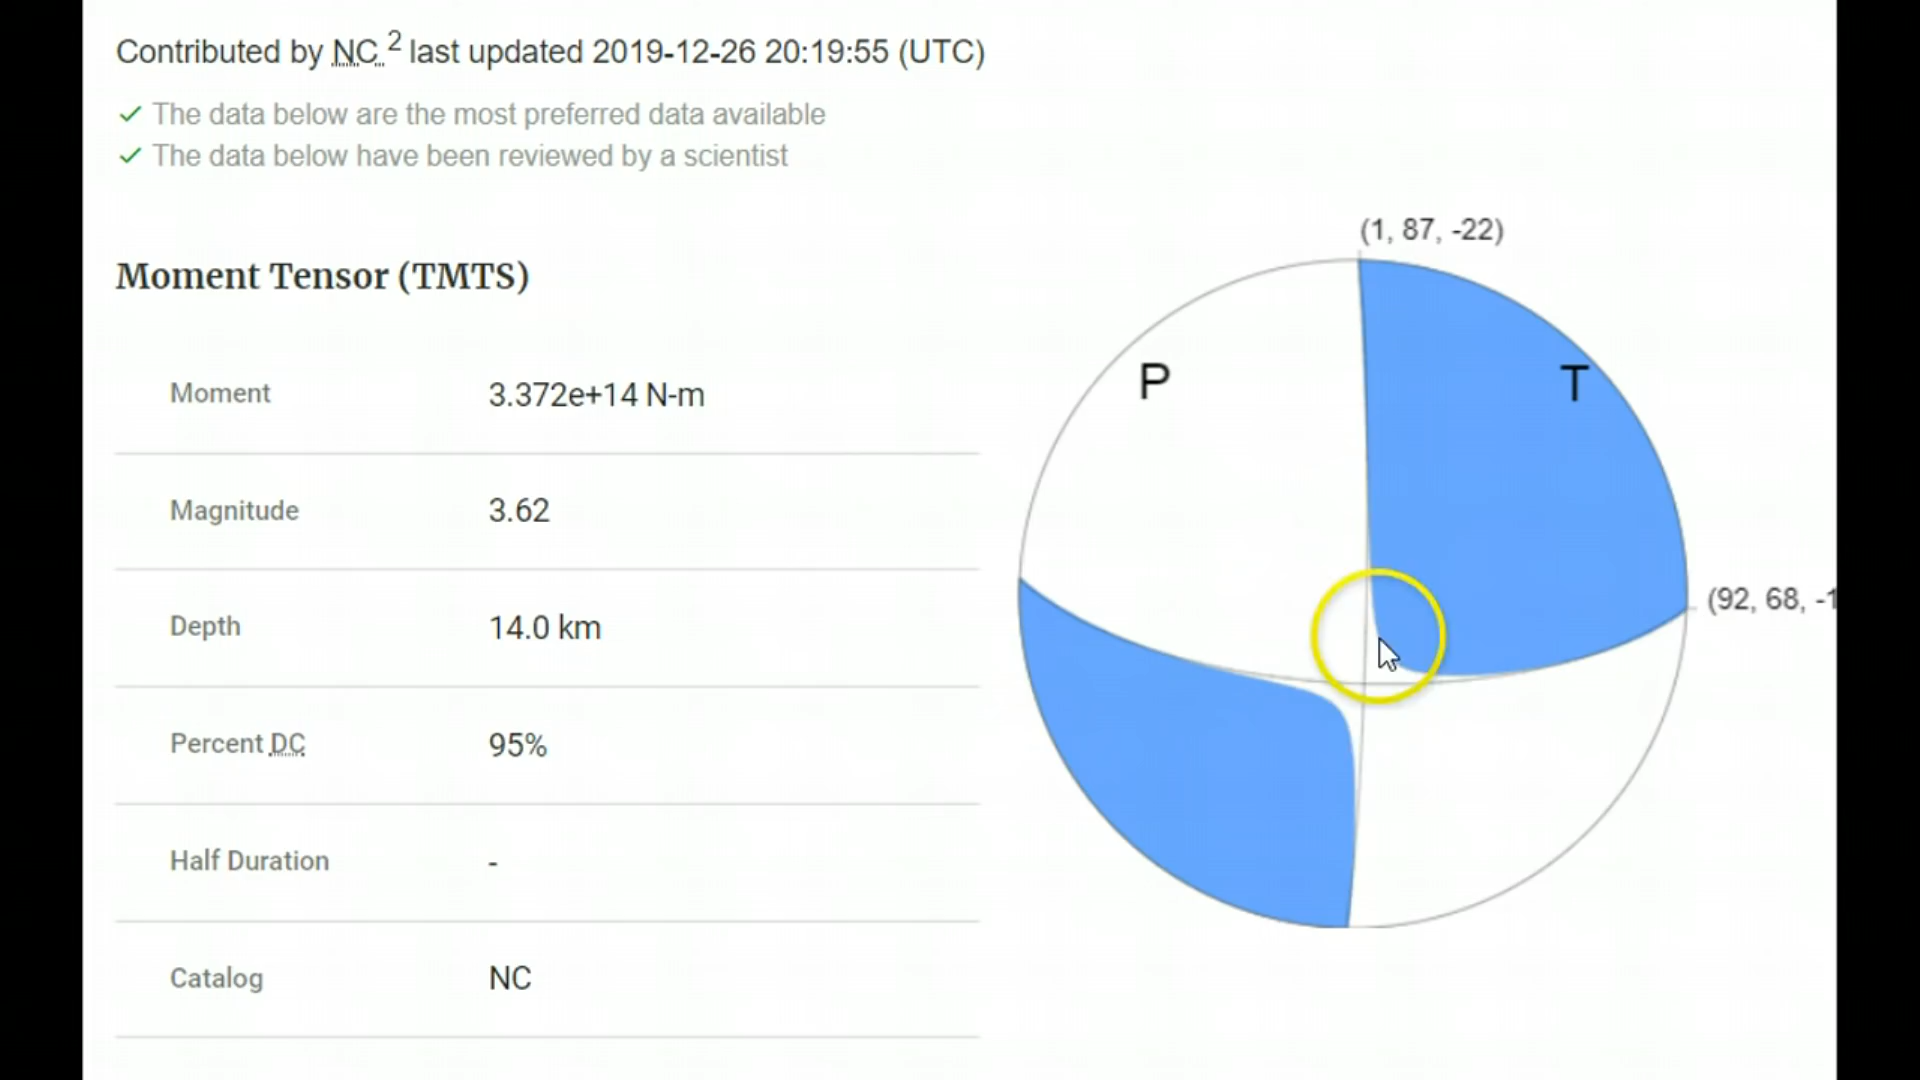 Contributed by NC 2 last updated 2019-12-26 20:19:55 (UTC)
✓ The data below are the most preferred data available
✓ The data below have been reviewed by a scientist
Moment Tensor (TMTS)
Moment 3.372e+14 N-m
Magnitude 3.62
Depth 14.0 km
Percent DC 95%
Half Duration -
Catalog NC
(1, 87, -22)
P
T
(92, 68, -1